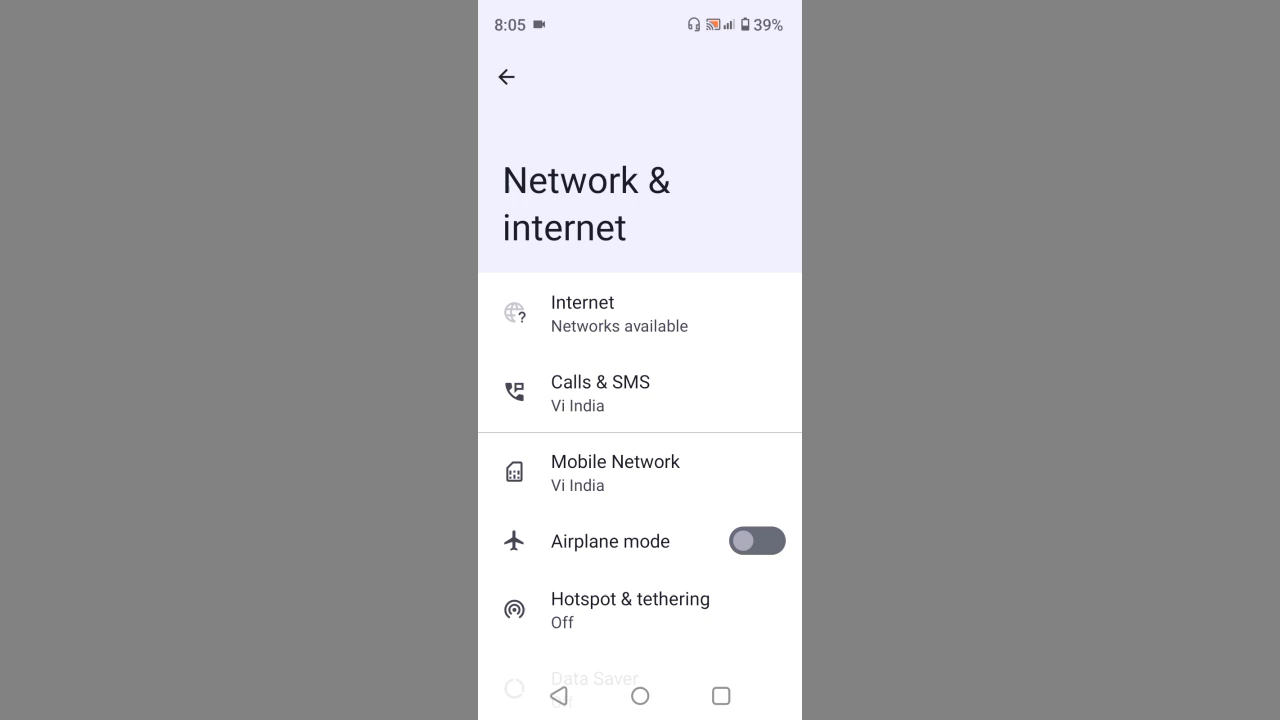 8:05 39%
Network &
internet
Internet
Networks available
Calls & SMS
Vi India
Mobile Network
Vi India
Airplane mode
Hotspot & tethering
Off
Data Saver